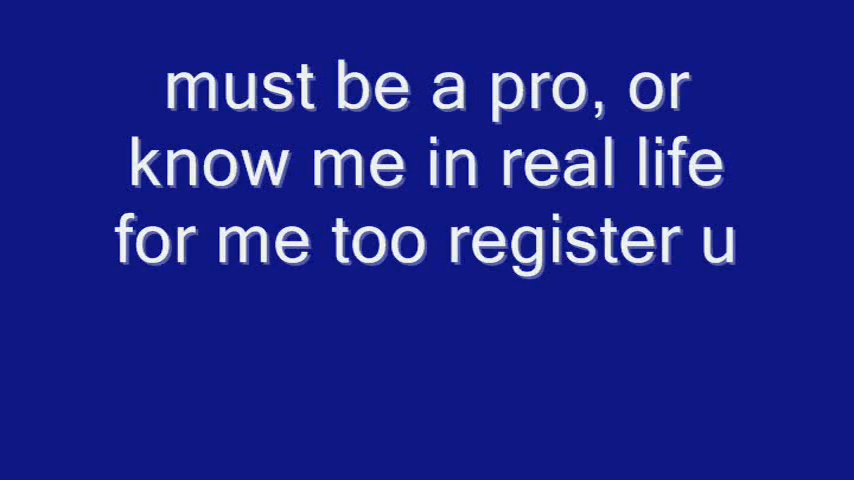 must be a pro, or
know me in real life
for me too register u